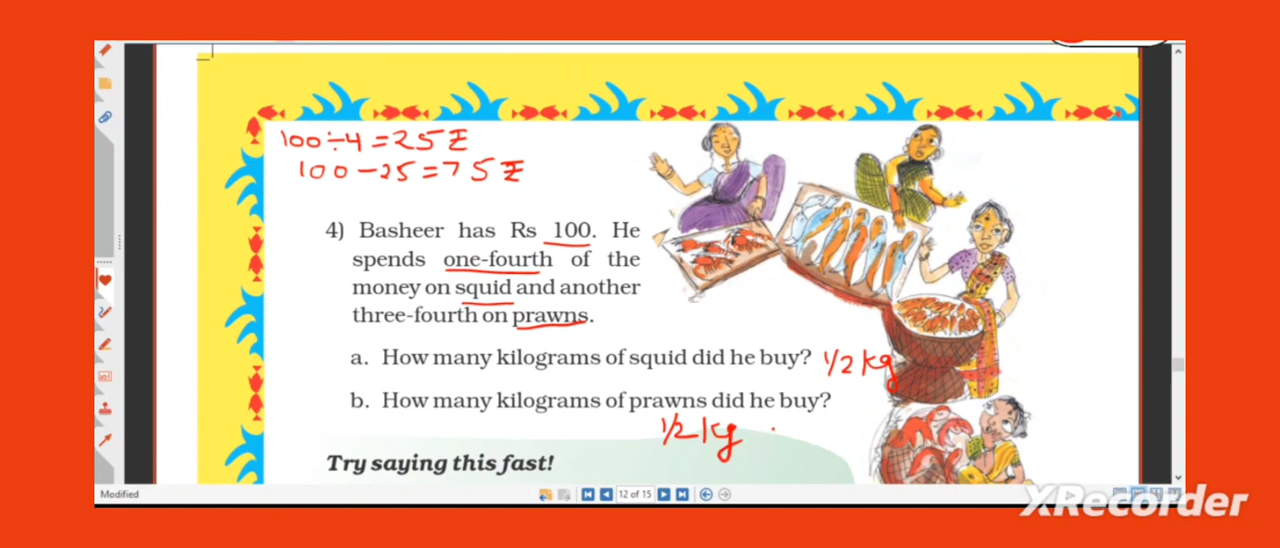 100÷4=25₹
100-25=75₹
4) Basheer has Rs 100. He
spends one-fourth of the
money on squid and another
three-fourth on prawns.
a. How many kilograms of squid did he buy? 1/2 kg
b. How many kilograms of prawns did he buy?
1/2 kg
Try saying this fast!
Modified
12 of 15
XRecorder